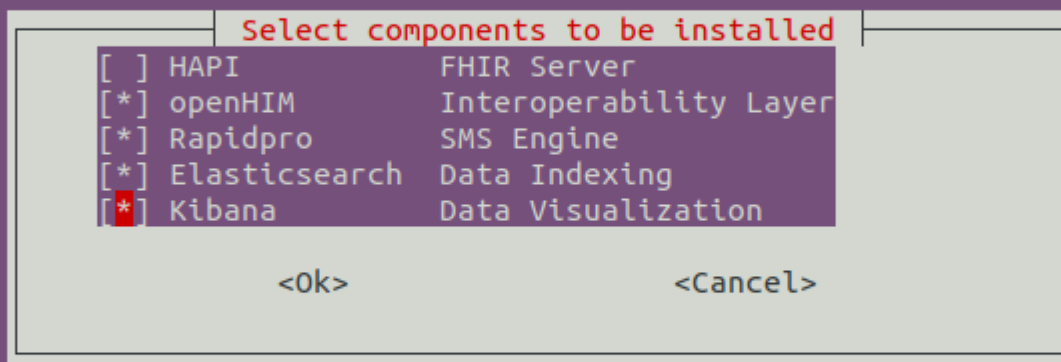 Select components to be installed
[ ] HAPI FHIR Server
[*] openHIM Interoperability Layer
[*] Rapidpro SMS Engine
[*] Elasticsearch Data Indexing
[*] Kibana Data Visualization
<Ok> <Cancel>